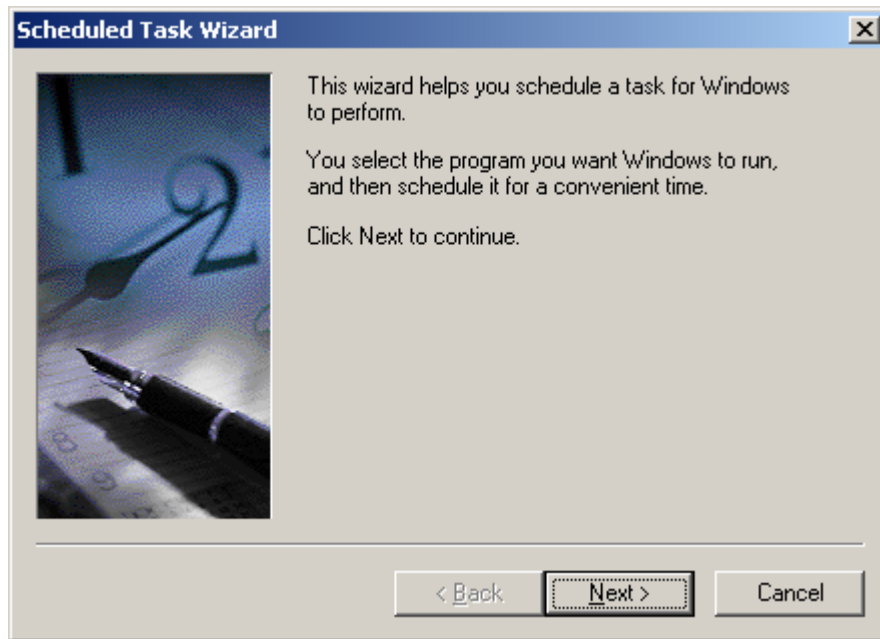 Scheduled Task Wizard
This wizard helps you schedule a task for Windows
to perform.
You select the program you want Windows to run,
and then schedule it for a convenient time.
Click Next to continue.
2
< Back
Next >
Cancel